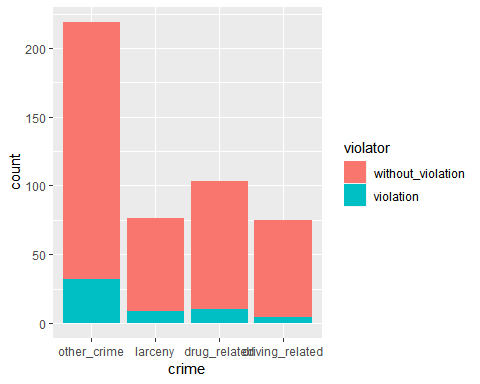 200
150
100
50
0
count
other_crime larceny drug_related driving_related
crime
violator
without_violation
violation